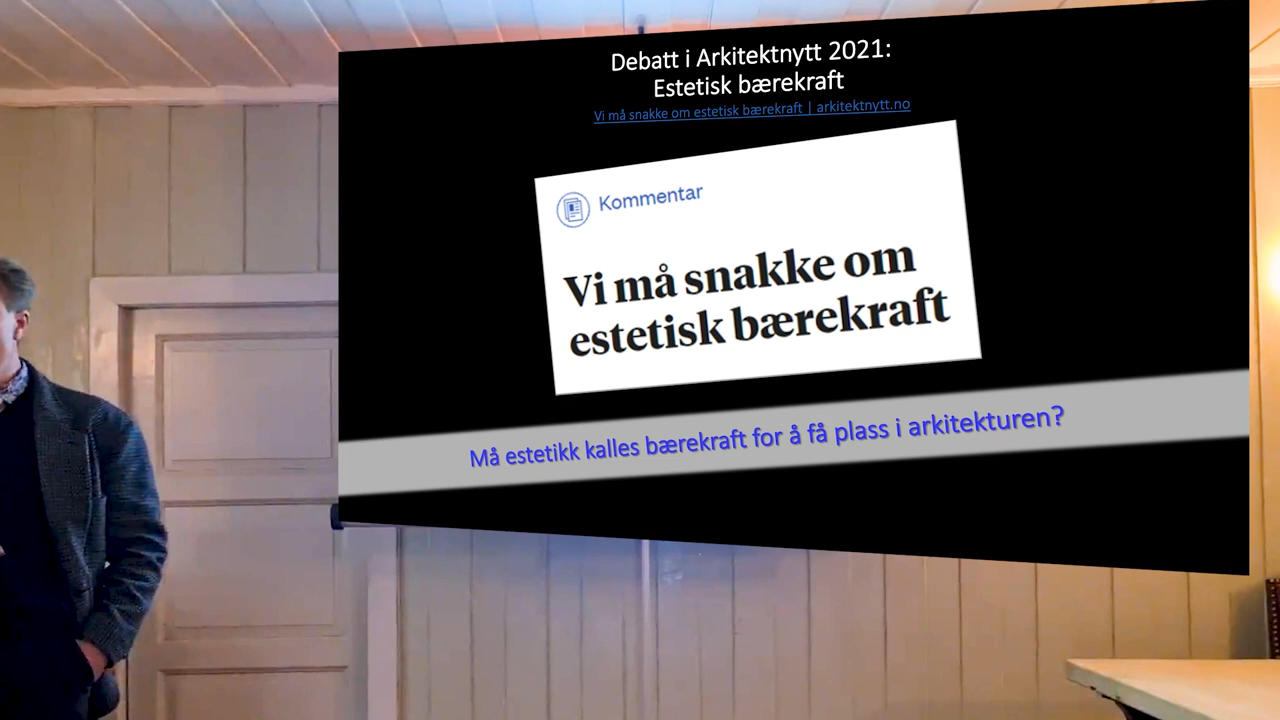 Debatt i Arkitektnytt 2021:
Estetisk bærekraft
Vi må snakke om estetisk bærekraft | arkitektnytt.no
Kommentar
Vi må snakke om
estetisk bærekraft
Må estetikk kalles bærekraft for å få plass i arkitekturen?